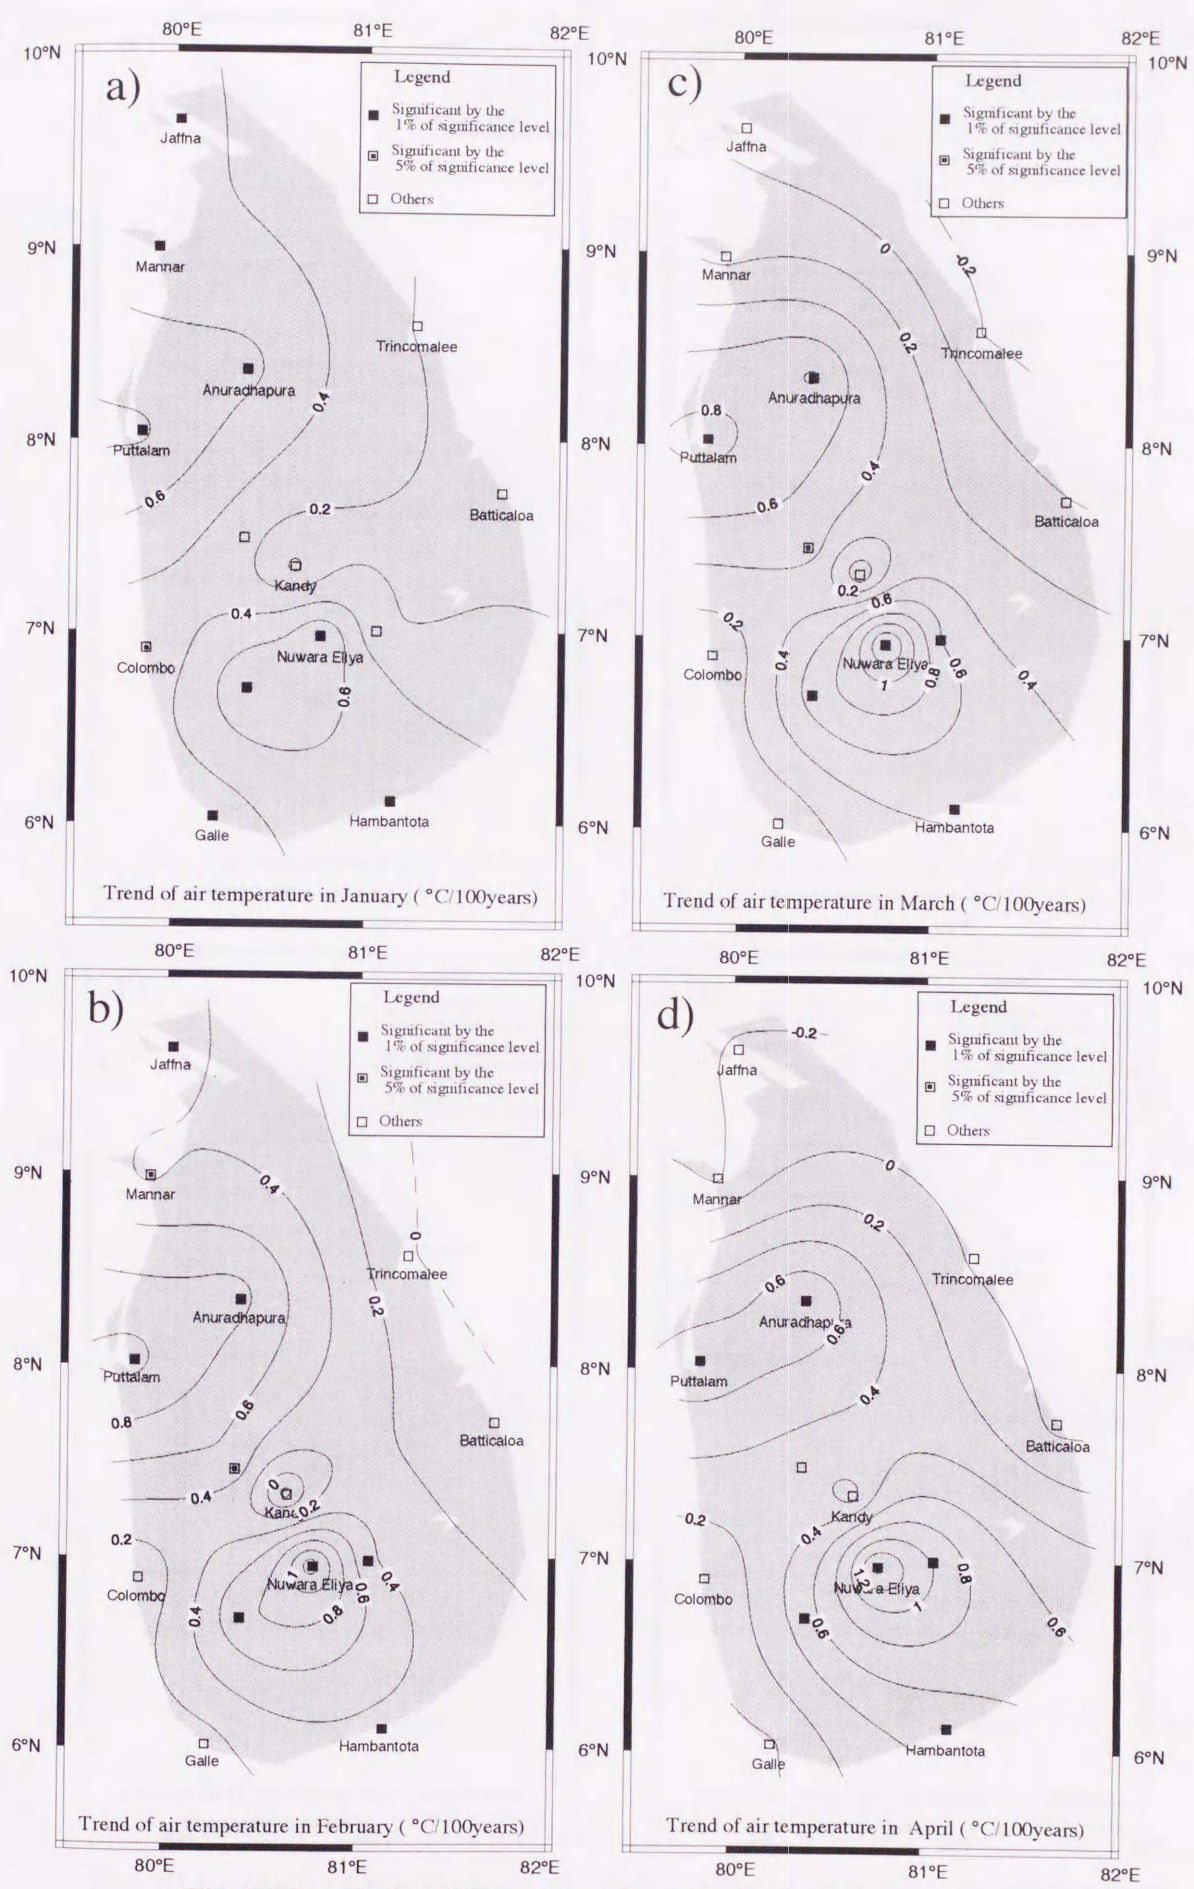 80°E 81°E 82°E
10°N
a)
Legend
Significant by the
1% of significance level
Significant by the
5% of significance level
Others
Jaffna
9°N
Mannar
Trincomalee
Anuradhapura
0.4
8°N
Puttalam
0.6
0.2
Batticaloa
Kandy
0.4
7°N
Colombo
Nuwara Eliya
0.6
6°N
Galle
Hambantota
Trend of air temperature in January ( °C/100years)
80°E 81°E 82°E
80°E 81°E 82°E
10°N 10°N
c)
Legend
Significant by the
1% of significance level
Significant by the
5% of significance level
Others
Jaffna
0
-0.2
9°N 9°N
Mannar
0.2
Trincomalee
Anuradhapura
0.8
8°N 8°N
Puttalam
0.4
0.6
Batticaloa
0.2
0.6
0.2
7°N 7°N
Colombo
0.4
Nuwara Eliya
0.8
0.6
0.4
1
6°N 6°N
Galle
Hambantota
Trend of air temperature in March ( °C/100years)
80°E 81°E 82°E
10°N
b)
Legend
Significant by the
1% of significance level
Significant by the
5% of significance level
Others
Jaffna
9°N
Mannar
0.4
0
Trincomalee
0.2
Anuradhapura
8°N
Puttalam
0.8
0.6
Batticaloa
0
0.4
0.2
0.2
7°N
Colombo
1
Nuwara Eliya
0.4
0.6
0.4
0.8
6°N
Galle
Hambantota
Trend of air temperature in February ( °C/100years)
80°E 81°E 82°E
10°N 10°N
d)
Legend
Significant by the
1% of significance level
Significant by the
5% of significance level
Others
-0.2
Jaffna
0
9°N 9°N
Mannar
0.2
Trincomalee
0.6
0.6
8°N 8°N
Puttalam
0.4
Batticaloa
0.2
Kandy
0.4
7°N 7°N
Colombo
1.2
0.8
1
0.6
0.6
6°N 6°N
Galle
Hambantota
Trend of air temperature in April ( °C/100years)
80°E 81°E 82°E